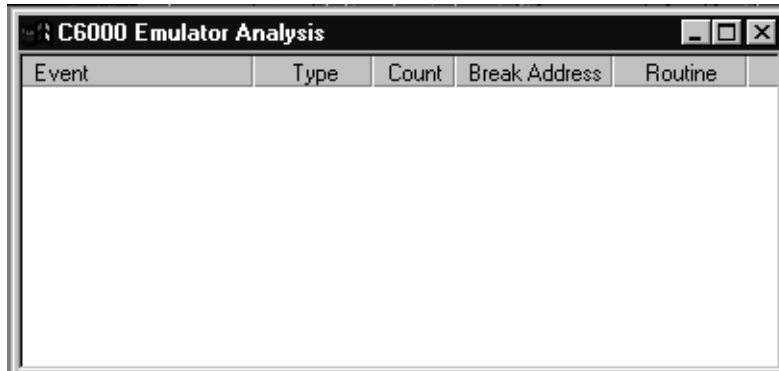 C6000 Emulator Analysis
Event Type Count Break Address Routine